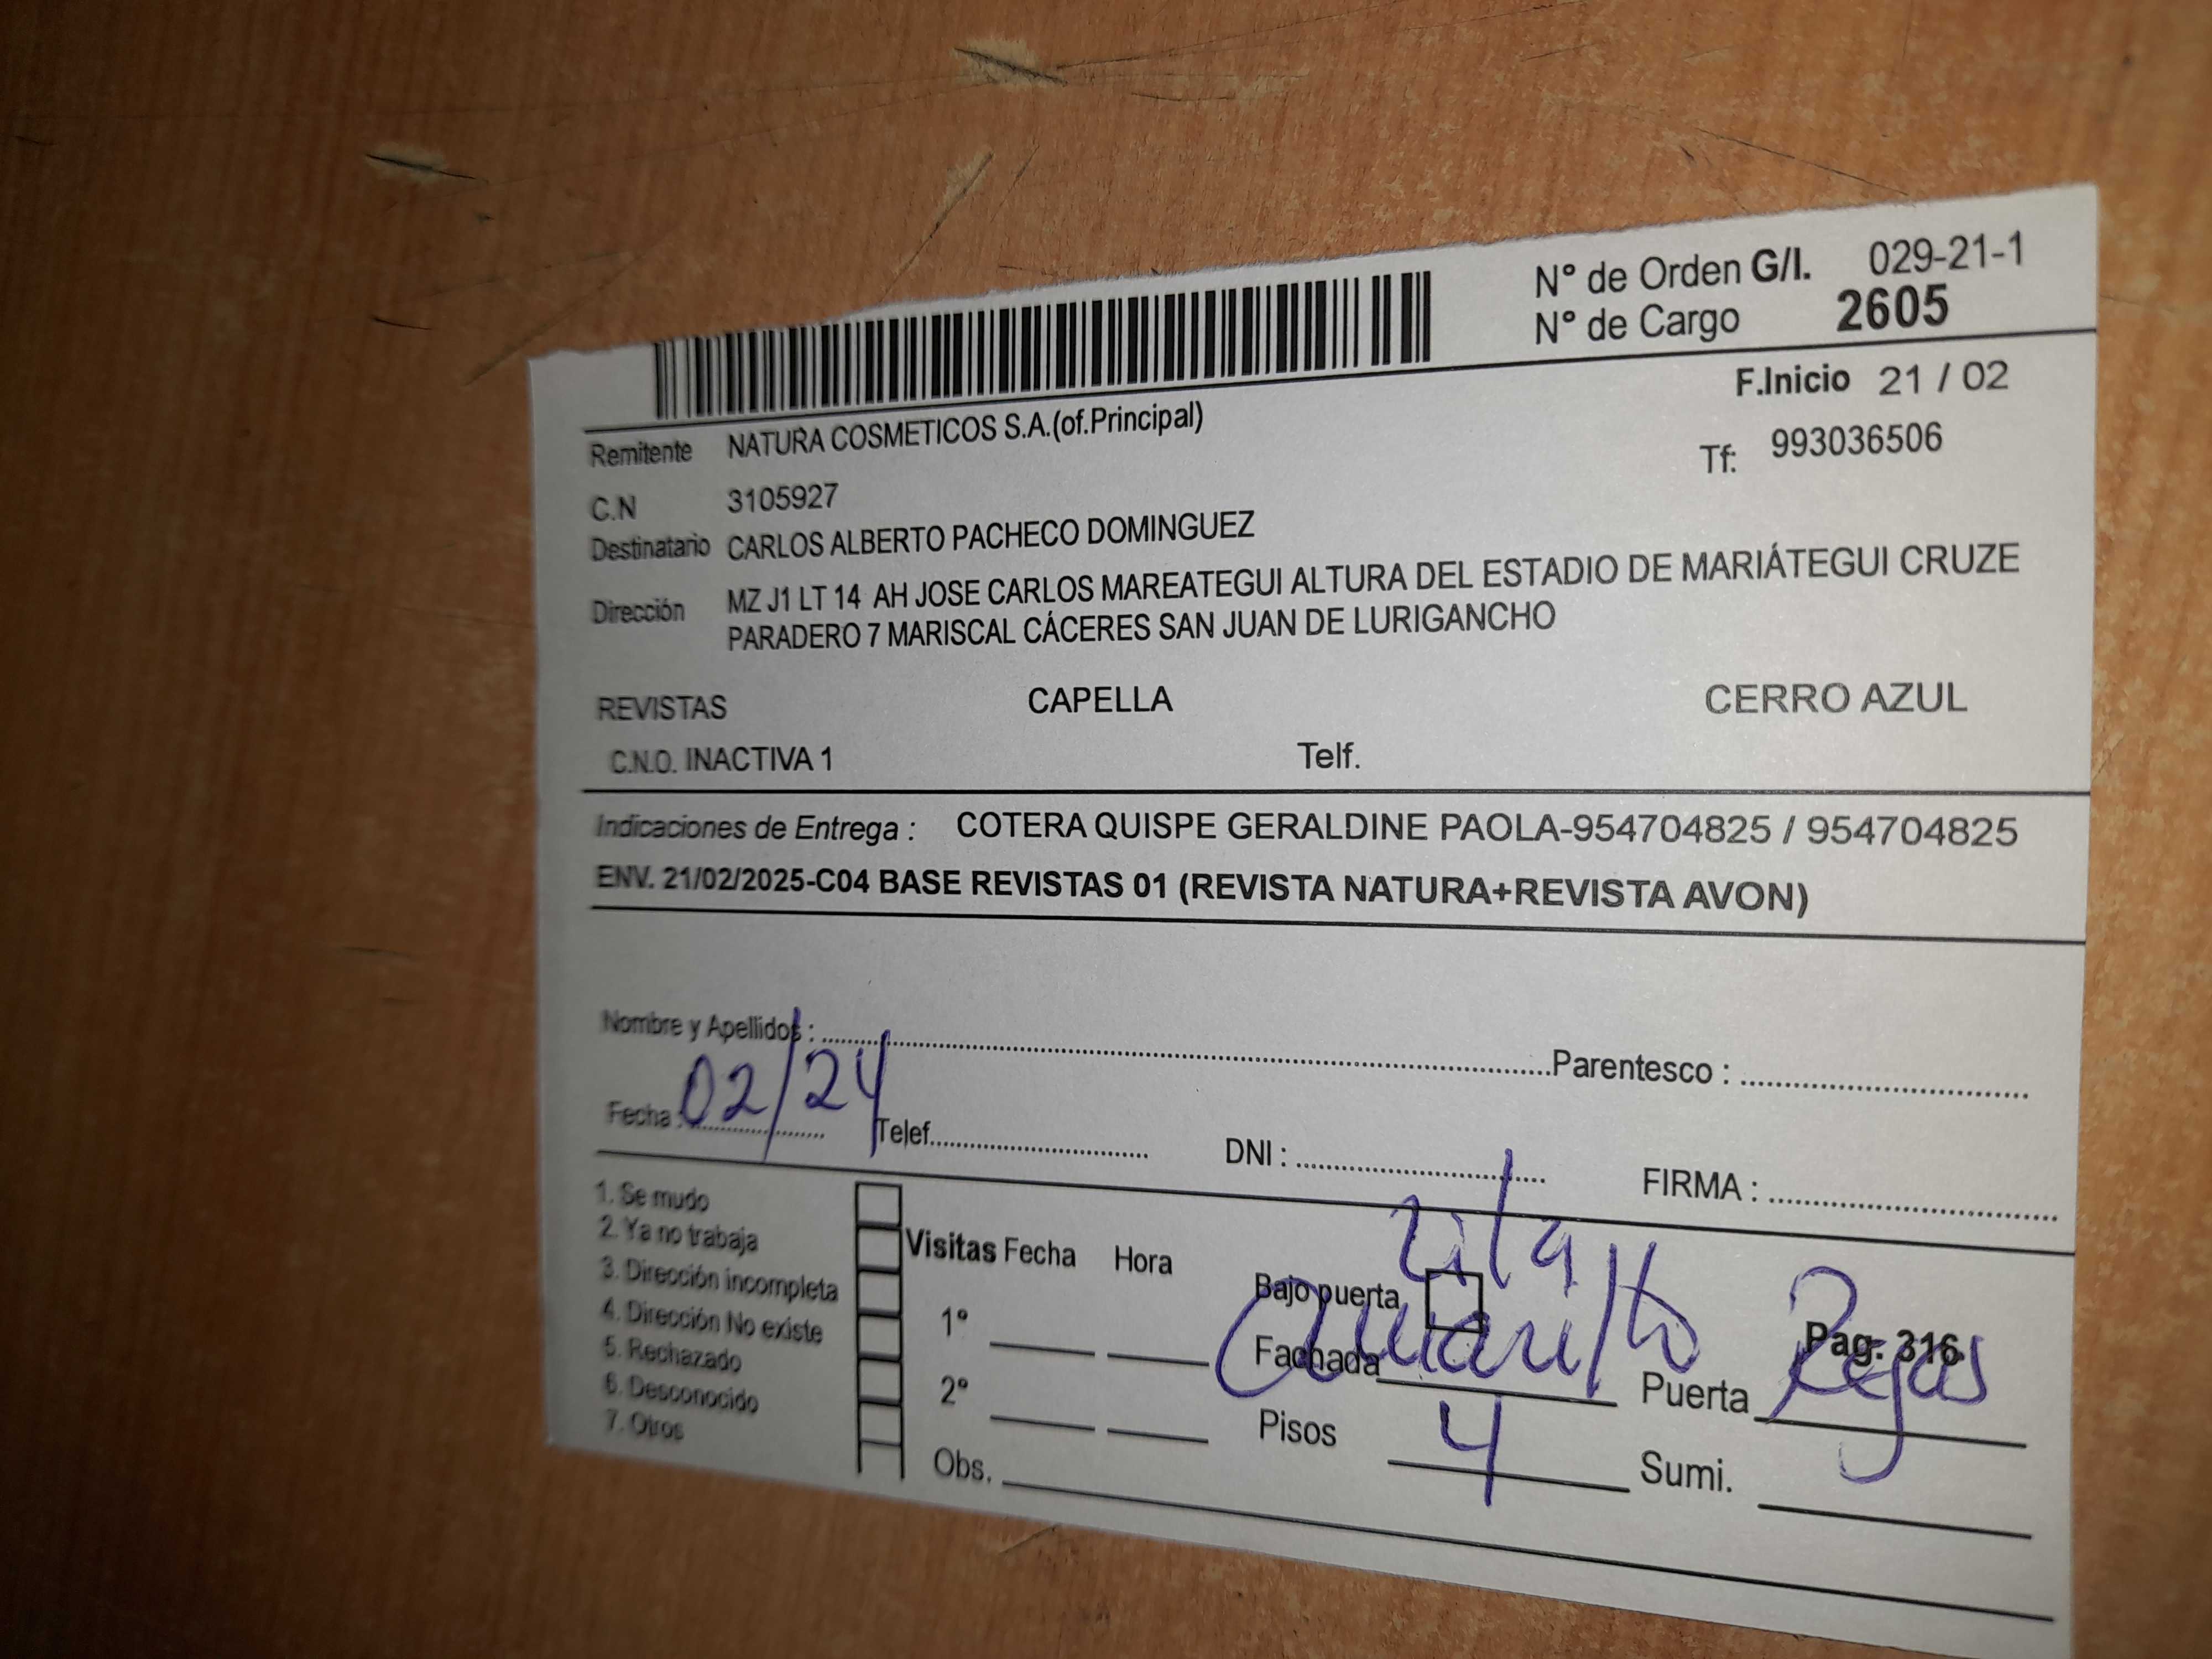 N° de Orden G/I. 029-21-1
N° de Cargo 2605
F.Inicio 21 / 02
Remitente NATURA COSMETICOS S.A.(of.Principal)
Tf: 993036506
C.N 3105927
Destinatario CARLOS ALBERTO PACHECO DOMINGUEZ
Dirección MZ J1 LT 14 AH JOSE CARLOS MAREATEGUI ALTURA DEL ESTADIO DE MARIÁTEGUI CRUZE
PARADERO 7 MARISCAL CÁCERES SAN JUAN DE LURIGANCHO
REVISTAS CAPELLA CERRO AZUL
C.N.O. INACTIVA 1 Telf.
Indicaciones de Entrega : COTERA QUISPE GERALDINE PAOLA-954704825 / 954704825
ENV. 21/02/2025-C04 BASE REVISTAS 01 (REVISTA NATURA+REVISTA AVON)
Nombre y Apellidos : Parentesco :
Fecha : 02/24 Telef. DNI : FIRMA :
1. Se mudo
2. Ya no trabaja
3. Dirección incompleta
4. Dirección No existe
5. Rechazado
6. Desconocido
7. Otros
Visitas Fecha Hora
1°
2°
Obs.
Bajo puerta
Fachada
Pag. 316
Puerta
Pisos 4
Sumi.